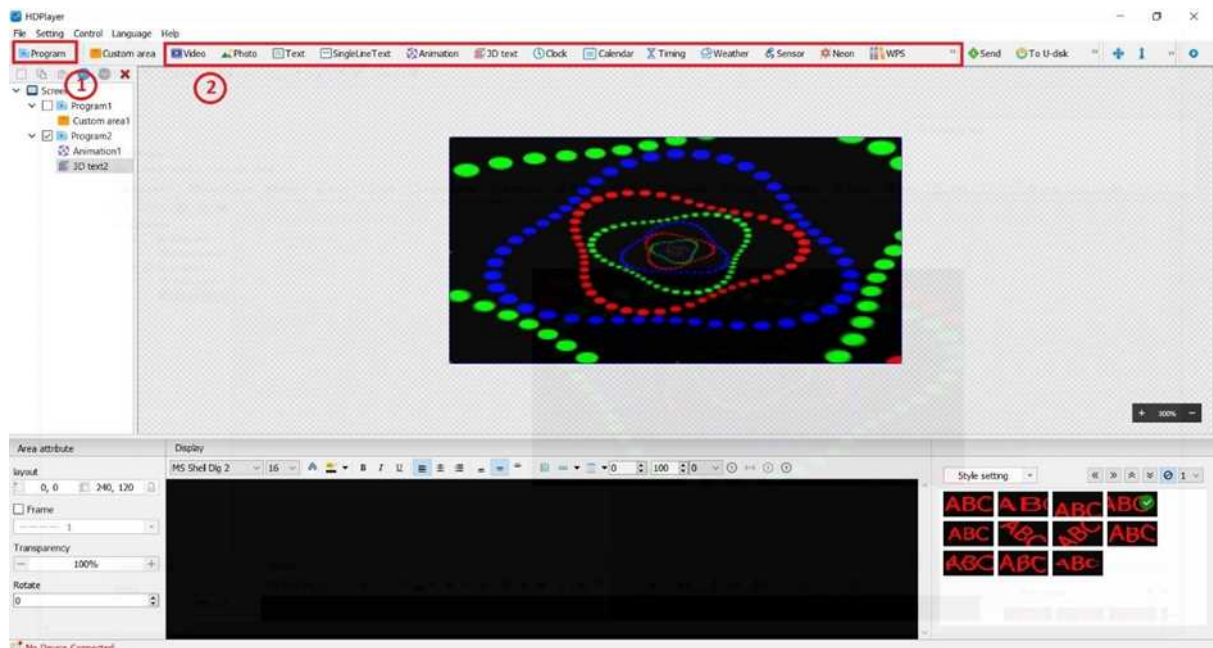 HDPlayer
File Setting Control Language Help
Program Custom area Video Photo Text SingleLineText Animation 3D text Clock Calendar Timing Weather Sensor Neon WPS Send To U-disk
1
2
Program1
Custom area1
Program2
Animation1
3D text2
+ 300% -
Area attribute
Display
layout
0, 0 240, 120
Frame
1
Transparency
100%
Rotate
0
MS Shell Dlg 2 16 B I U 0 100 0
Style setting 1
ABC ABC ABC ABC
ABC ABC ABC ABC
ABC ABC ABC
No Device Connected